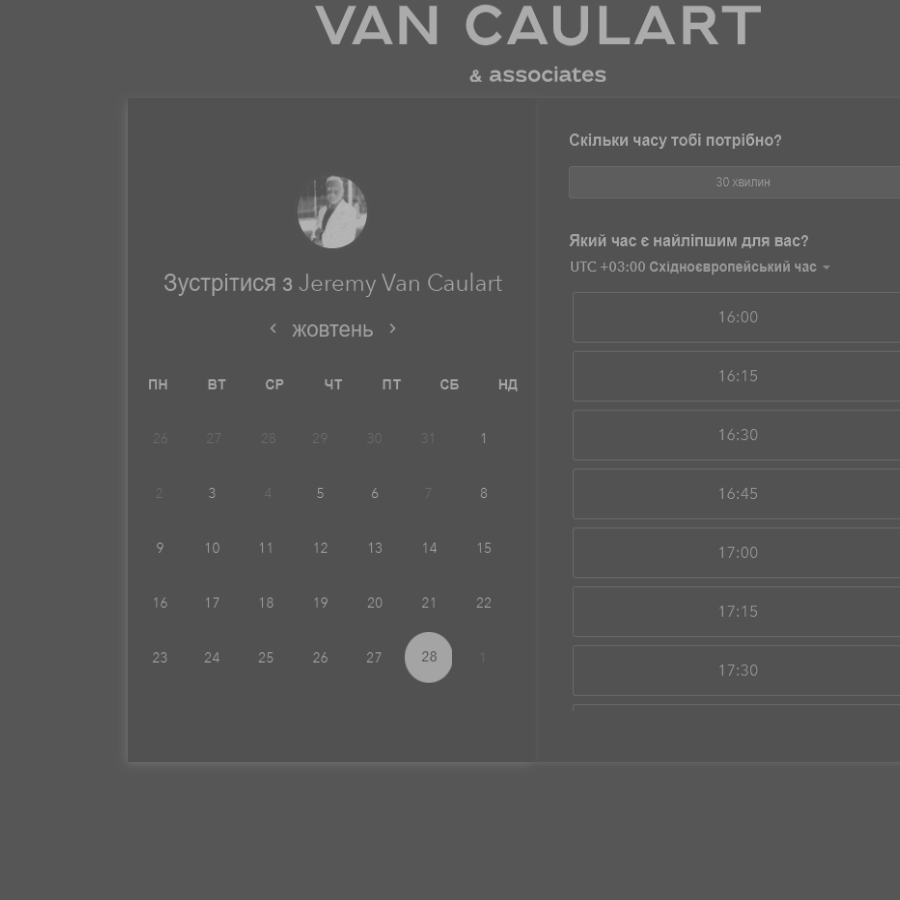 VAN CAULART
& associates
Зустрітися з Jeremy Van Caulart
жовтень
ПН ВТ СР ЧТ ПТ СБ НД
26 27 28 29 30 31 1
2 3 4 5 6 7 8
9 10 11 12 13 14 15
16 17 18 19 20 21 22
23 24 25 26 27 28 1
Скільки часу тобі потрібно?
30 хвилин
Який час є найліпшим для вас?
UTC +03:00 Східноєвропейський час
16:00
16:15
16:30
16:45
17:00
17:15
17:30